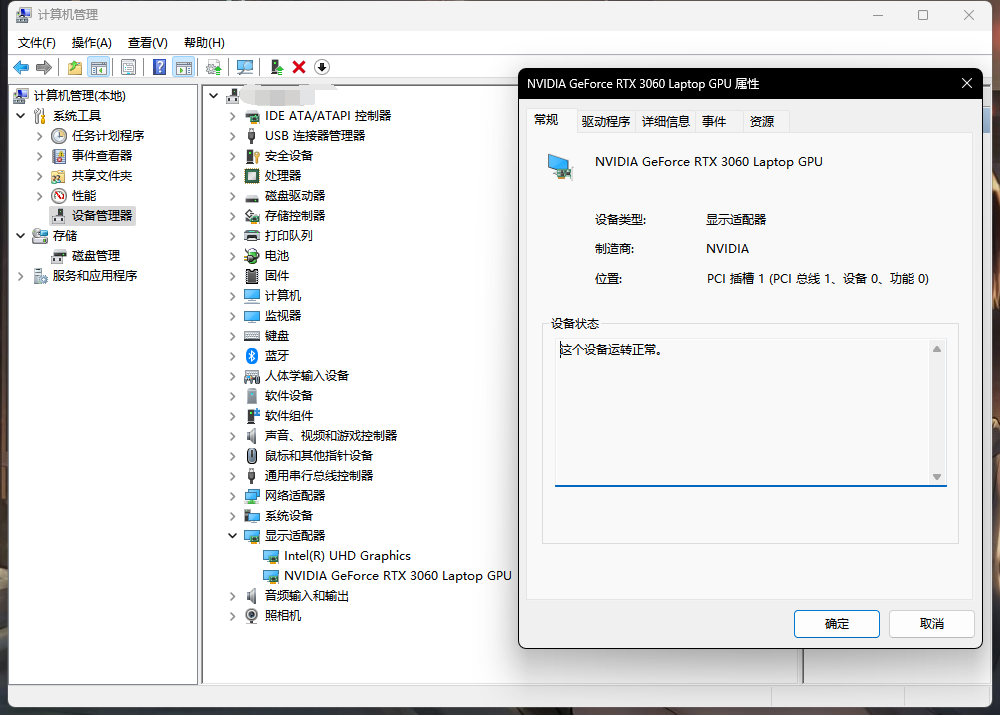 计算机管理
文件(F) 操作(A) 查看(V) 帮助(H)
计算机管理(本地)
系统工具
任务计划程序
事件查看器
共享文件夹
性能
设备管理器
存储
磁盘管理
服务和应用程序
IDE ATA/ATAPI 控制器
USB 连接器管理器
安全设备
处理器
磁盘驱动器
存储控制器
打印队列
电池
固件
计算机
监视器
键盘
蓝牙
人体学输入设备
软件设备
软件组件
声音、视频和游戏控制器
鼠标和其他指针设备
通用串行总线控制器
网络适配器
系统设备
显示适配器
Intel(R) UHD Graphics
NVIDIA GeForce RTX 3060 Laptop GPU
音频输入和输出
照相机
NVIDIA GeForce RTX 3060 Laptop GPU 属性
常规 驱动程序 详细信息 事件 资源
NVIDIA GeForce RTX 3060 Laptop GPU
设备类型: 显示适配器
制造商: NVIDIA
位置: PCI 插槽 1 (PCI 总线 1、设备 0、功能 0)
设备状态
这个设备运转正常。
确定 取消